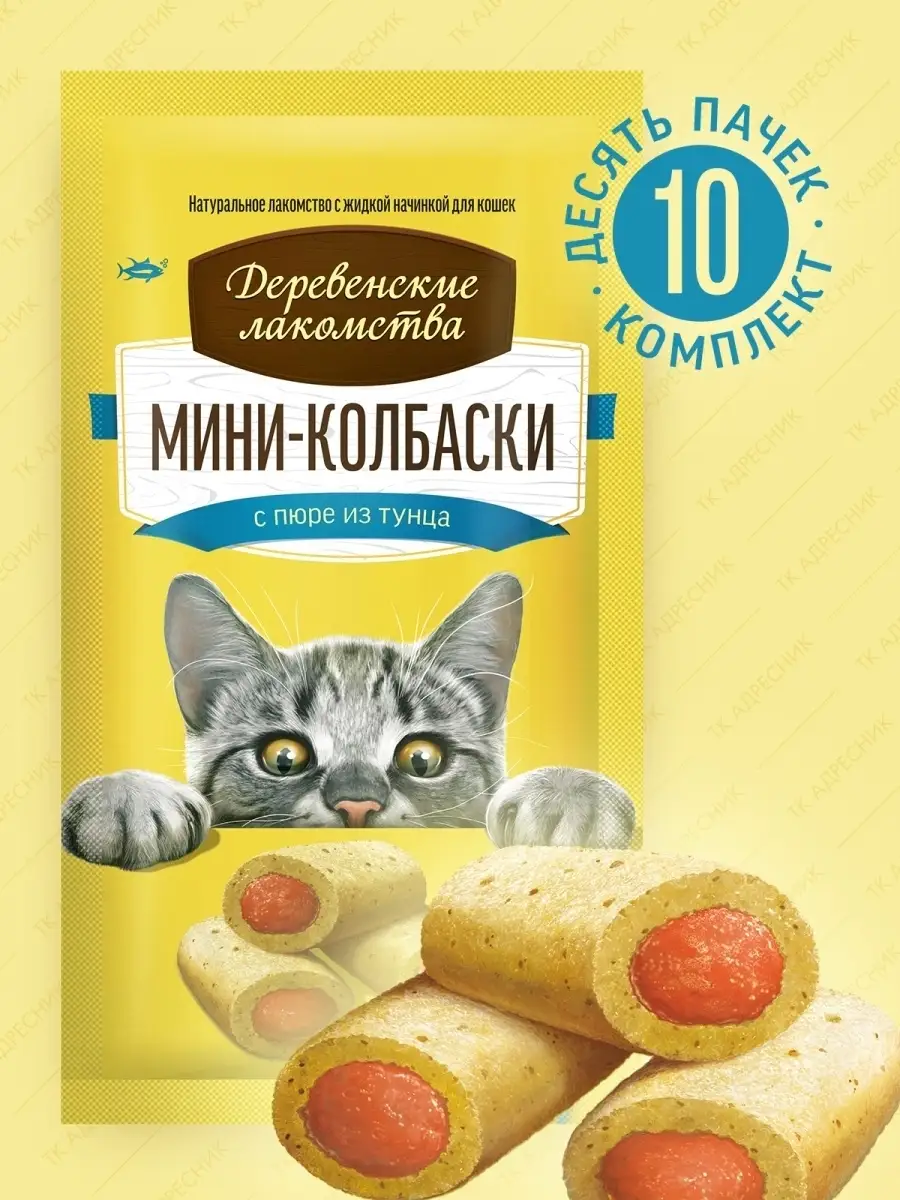 Натуральное лакомство с жидкой начинкой для кошек
Деревенские
лакомства
МИНИ-КОЛБАСКИ
с пюре из тунца
ДЕСЯТЬ ПАЧЕК
10
КОМПЛЕКТ
ТК АДРЕСНИК